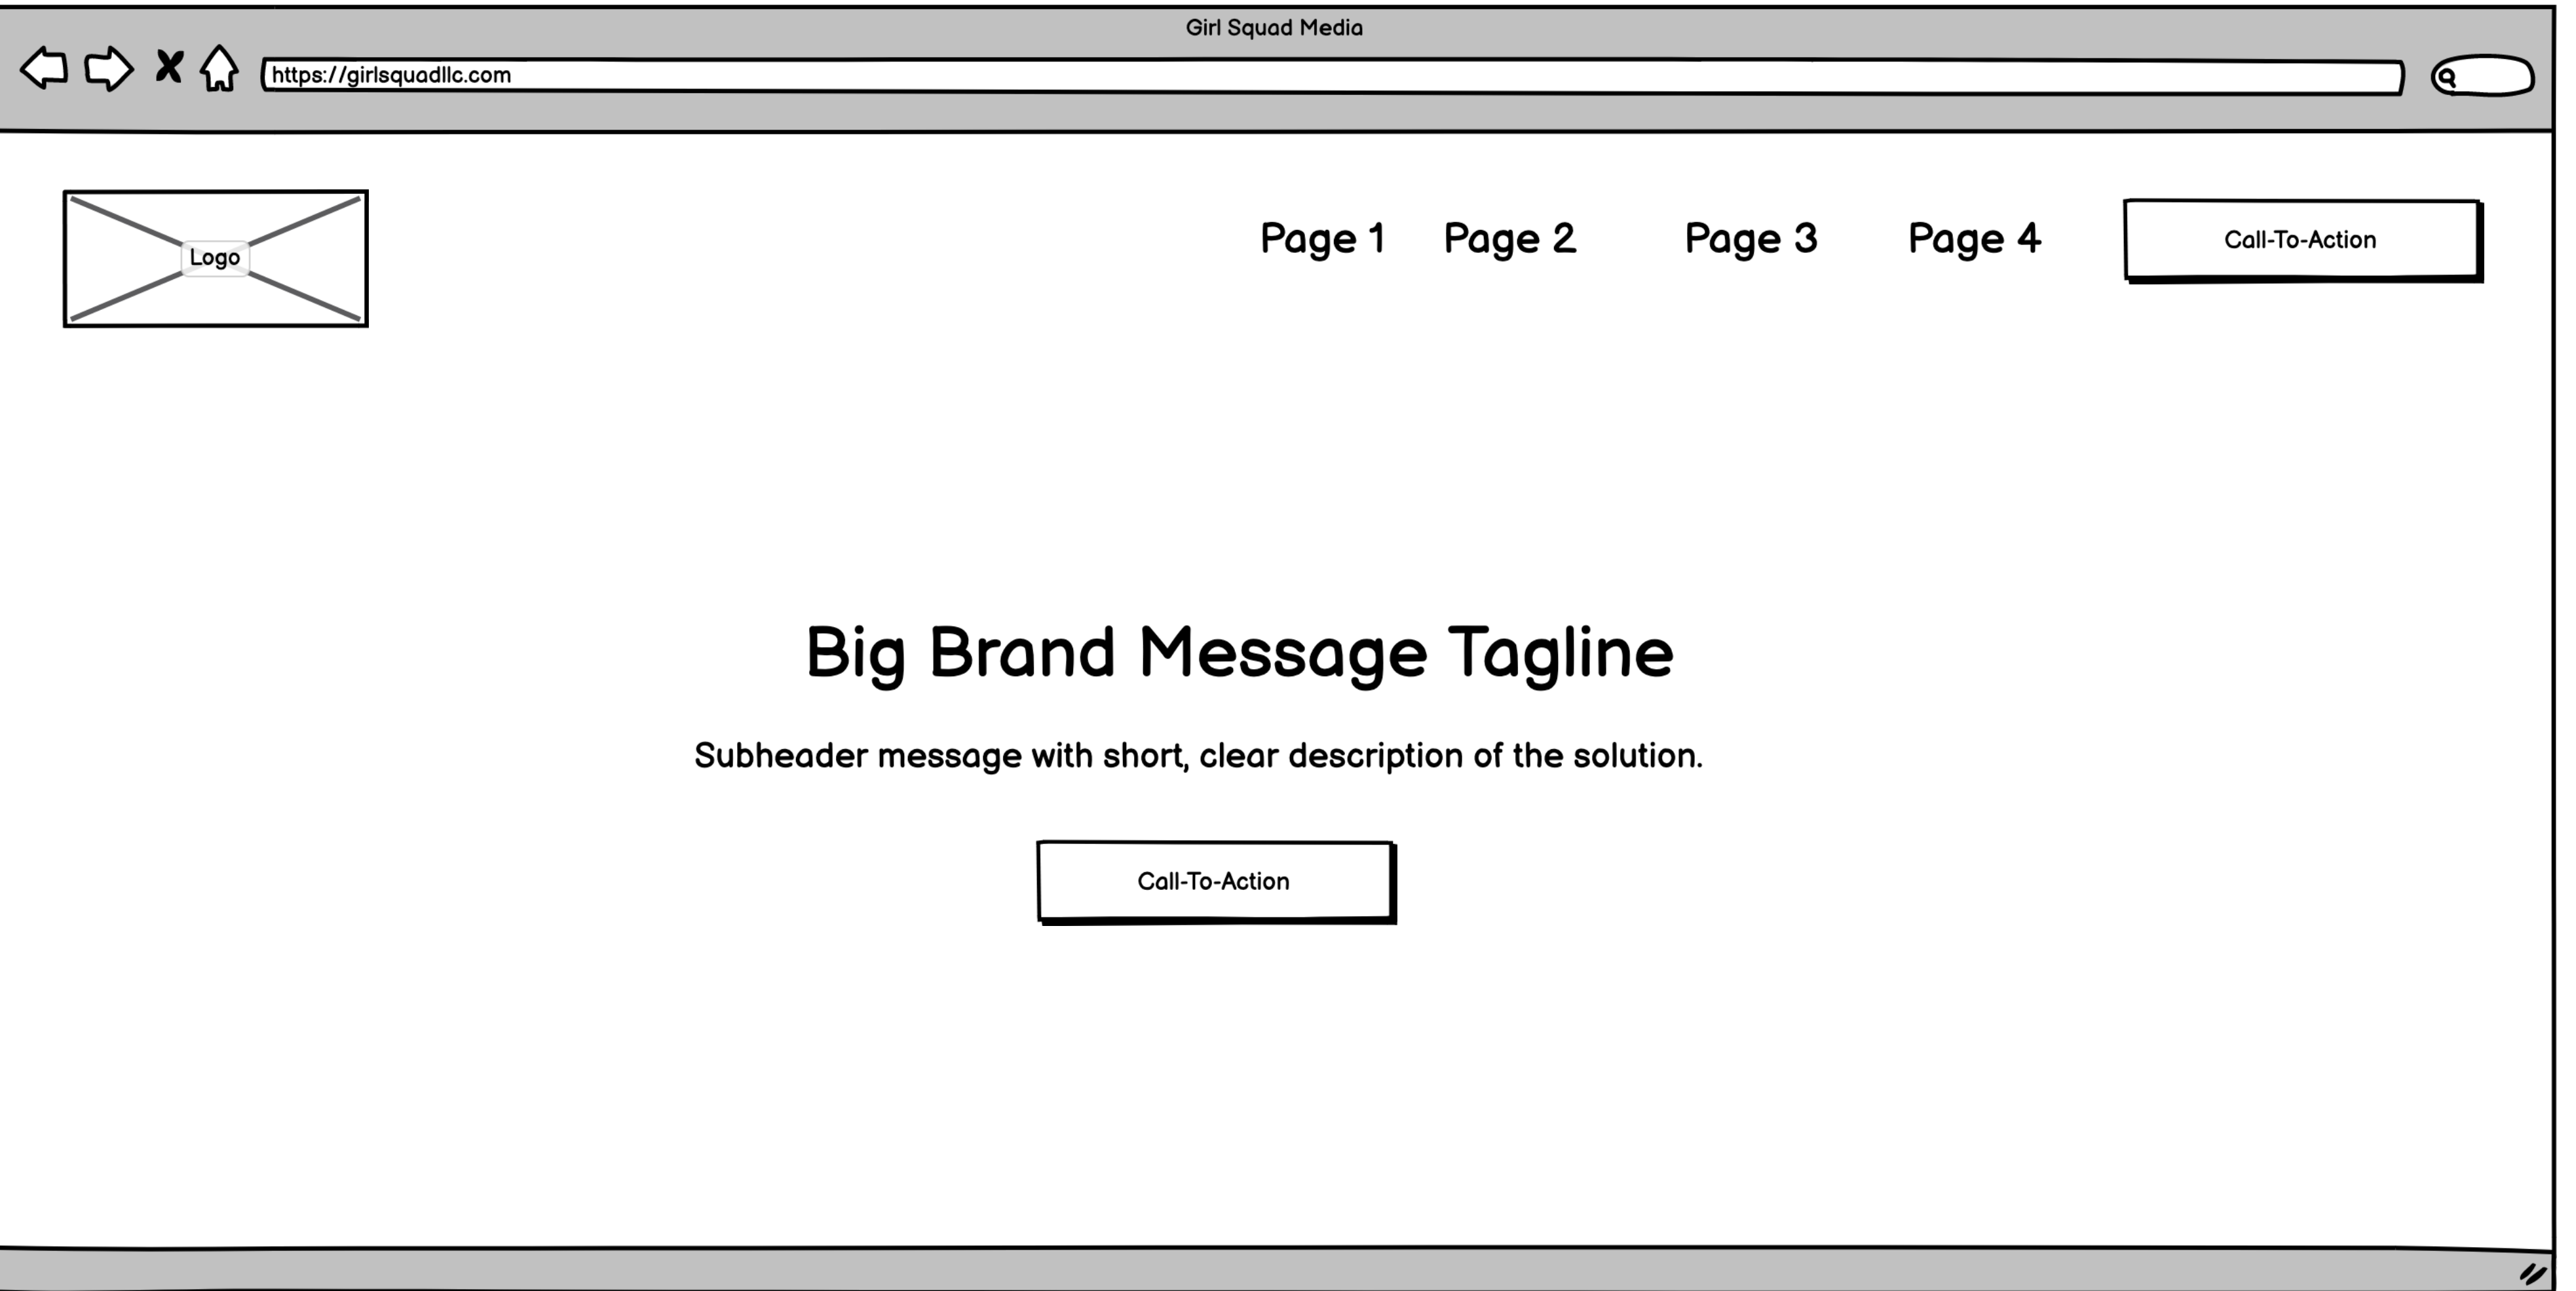 Girl Squad Media
https://girlsquadllc.com
Logo
Page 1 Page 2 Page 3 Page 4 Call-To-Action
Big Brand Message Tagline
Subheader message with short, clear description of the solution.
Call-To-Action